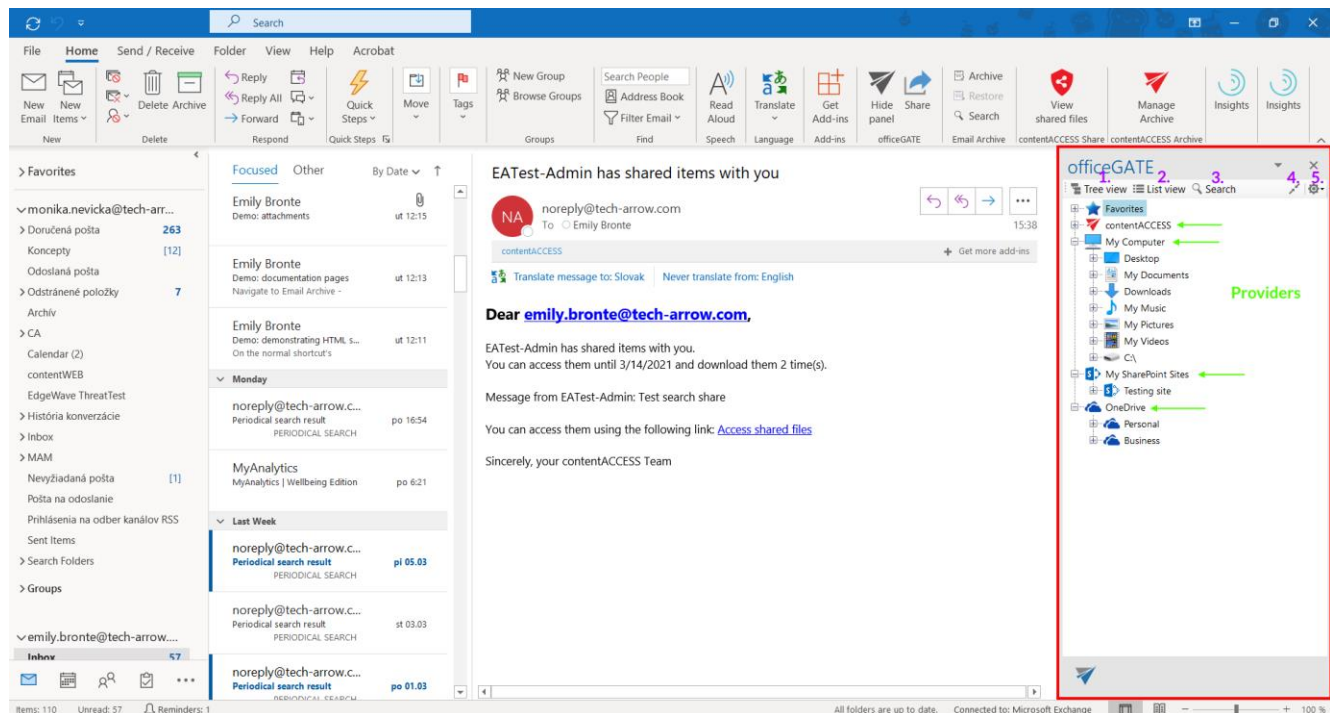 Search
File Home Send / Receive Folder View Help Acrobat
New Email
New Items
New
Delete Archive
Delete
Reply
Reply All
Forward
Respond
Quick Steps
Quick Steps
Move
Tags
New Group
Browse Groups
Groups
Search People
Address Book
Filter Email
Find
Read Aloud
Speech
Translate
Language
Get Add-ins
Add-ins
Hide panel
Share
officeGATE
Archive
Restore
Search
Email Archive
View shared files
contentACCESS Share
Manage Archive
contentACCESS Archive
Insights
Insights
Favorites
monika.nevicka@tech-arr...
Doručená pošta 263
Koncepty [12]
Odoslaná pošta
Odstránené položky 7
Archív
CA
Calendar (2)
contentWEB
EdgeWave ThreatTest
História konverzácie
Inbox
MAM
Nevyžiadaná pošta [1]
Pošta na odoslanie
Prihlásenia na odber kanálov RSS
Sent Items
Search Folders
Groups
emily.bronte@tech-arrow....
Inbox 57
Focused Other By Date
Emily Bronte
Demo: attachments ut 12:15
Emily Bronte
Demo: documentation pages ut 12:13
Navigate to Email Archive -
Emily Bronte
Demo: demonstrating HTML s... ut 12:11
On the normal shortcut's
Monday
noreply@tech-arrow.c...
Periodical search result po 16:54
PERIODICAL SEARCH
MyAnalytics
MyAnalytics | Wellbeing Edition po 6:21
Last Week
noreply@tech-arrow.c...
Periodical search result pi 05.03
PERIODICAL SEARCH
noreply@tech-arrow.c...
Periodical search result st 03.03
PERIODICAL SEARCH
noreply@tech-arrow.c...
Periodical search result po 01.03
PERIODICAL SEARCH
EATest-Admin has shared items with you
NA
noreply@tech-arrow.com
To Emily Bronte 15:38
contentACCESS + Get more add-ins
Translate message to: Slovak Never translate from: English
Dear emily.bronte@tech-arrow.com,
EATest-Admin has shared items with you.
You can access them until 3/14/2021 and download them 2 time(s).
Message from EATest-Admin: Test search share
You can access them using the following link: Access shared files
Sincerely, your contentACCESS Team
officeGATE
1. 2. 3. 4. 5.
Tree view List view Search
Favorites
contentACCESS
My Computer
Desktop
My Documents
Downloads
Providers
My Music
My Pictures
My Videos
C:\
My SharePoint Sites
Testing site
OneDrive
Personal
Business
Items: 110 Unread: 57 Reminders: 1 All folders are up to date. Connected to: Microsoft Exchange 100 %